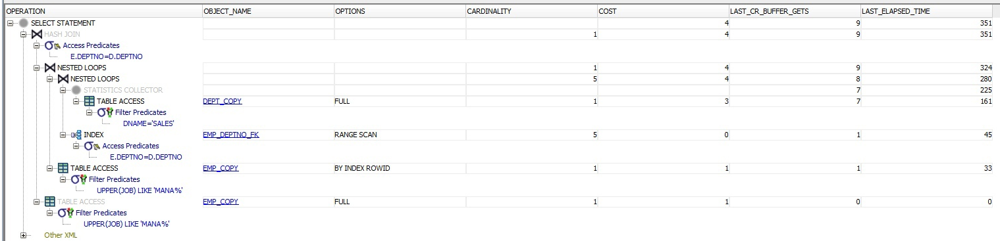 OPERATION OBJECT_NAME OPTIONS CARDINALITY COST LAST_CR_BUFFER_GETS LAST_ELAPSED_TIME
SELECT STATEMENT 4 9 351
HASH JOIN 1 4 9 351
Access Predicates
E.DEPTNO=D.DEPTNO
NESTED LOOPS 1 4 9 324
NESTED LOOPS 5 4 8 280
STATISTICS COLLECTOR 7 225
TABLE ACCESS DEPT_COPY FULL 1 3 7 161
Filter Predicates
DNAME='SALES'
INDEX EMP_DEPTNO_FK RANGE SCAN 5 0 1 45
Access Predicates
E.DEPTNO=D.DEPTNO
TABLE ACCESS EMP_COPY BY INDEX ROWID 1 1 1 33
Filter Predicates
UPPER(JOB) LIKE 'MANA%'
TABLE ACCESS EMP_COPY FULL 1 1 0 0
Filter Predicates
UPPER(JOB) LIKE 'MANA%'
Other XML